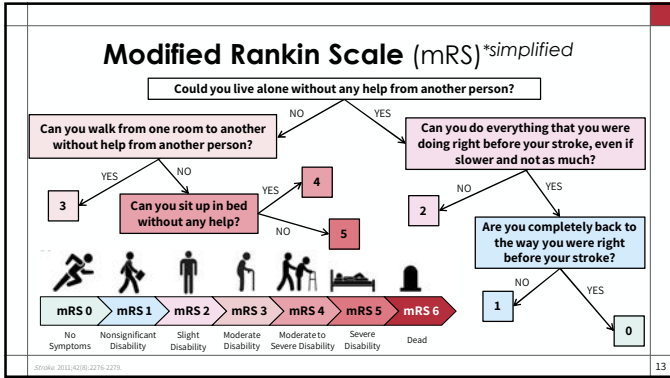 Modified Rankin Scale (mRS)*simplified
Could you live alone without any help from another person?
NO
YES
Can you walk from one room to another
without help from another person?
Can you do everything that you were
doing right before your stroke, even if
slower and not as much?
YES
NO
NO
YES
3
Can you sit up in bed
without any help?
YES
4
NO
5
2
Are you completely back to
the way you were right
before your stroke?
NO
YES
1
0
mRS 0
mRS 1
mRS 2
mRS 3
mRS 4
mRS 5
mRS 6
No
Symptoms
Nonsignificant
Disability
Slight
Disability
Moderate
Disability
Moderate to
Severe Disability
Severe
Disability
Dead
Stroke 2011;42(8):2276-2279.
13